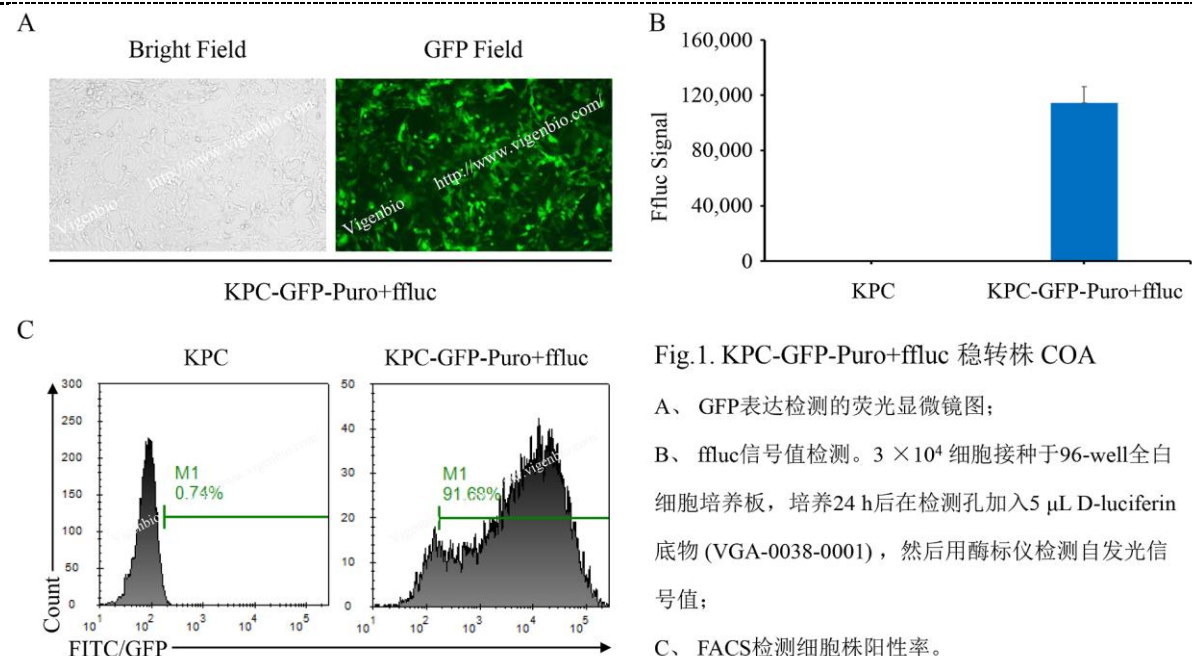 A
Bright Field
GFP Field
http://www.vigenbio.com/
Vigenbio
http://www.vigenbio.com/
Vigenbio
KPC-GFP-Puro+ffluc
B
160,000
120,000
80,000
40,000
0
Ffluc Signal
KPC
KPC-GFP-Puro+ffluc
C
KPC
KPC-GFP-Puro+ffluc
300
250
200
150
100
50
0
M1
0.74%
10¹ 10² 10³ 10⁴ 10⁵
50
40
30
20
10
0
M1
91.68%
10¹ 10² 10³ 10⁴ 10⁵
Count
FITC/GFP
Fig.1. KPC-GFP-Puro+ffluc 稳转株 COA
A、 GFP表达检测的荧光显微镜图;
B、 ffluc信号值检测。3 ×10⁴ 细胞接种于96-well全白
细胞培养板，培养24 h后在检测孔加入5 μL D-luciferin
底物 (VGA-0038-0001) ，然后用酶标仪检测自发光信
号值;
C、 FACS检测细胞株阳性率。